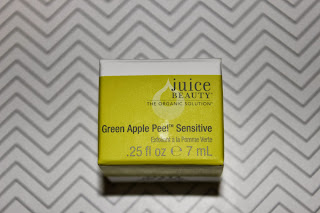 juice
BEAUTY®
THE ORGANIC SOLUTION®
Green Apple Peel™ Sensitive
Exfoliant à la Pomme Verte
.25 fl oz ℮ 7 mL